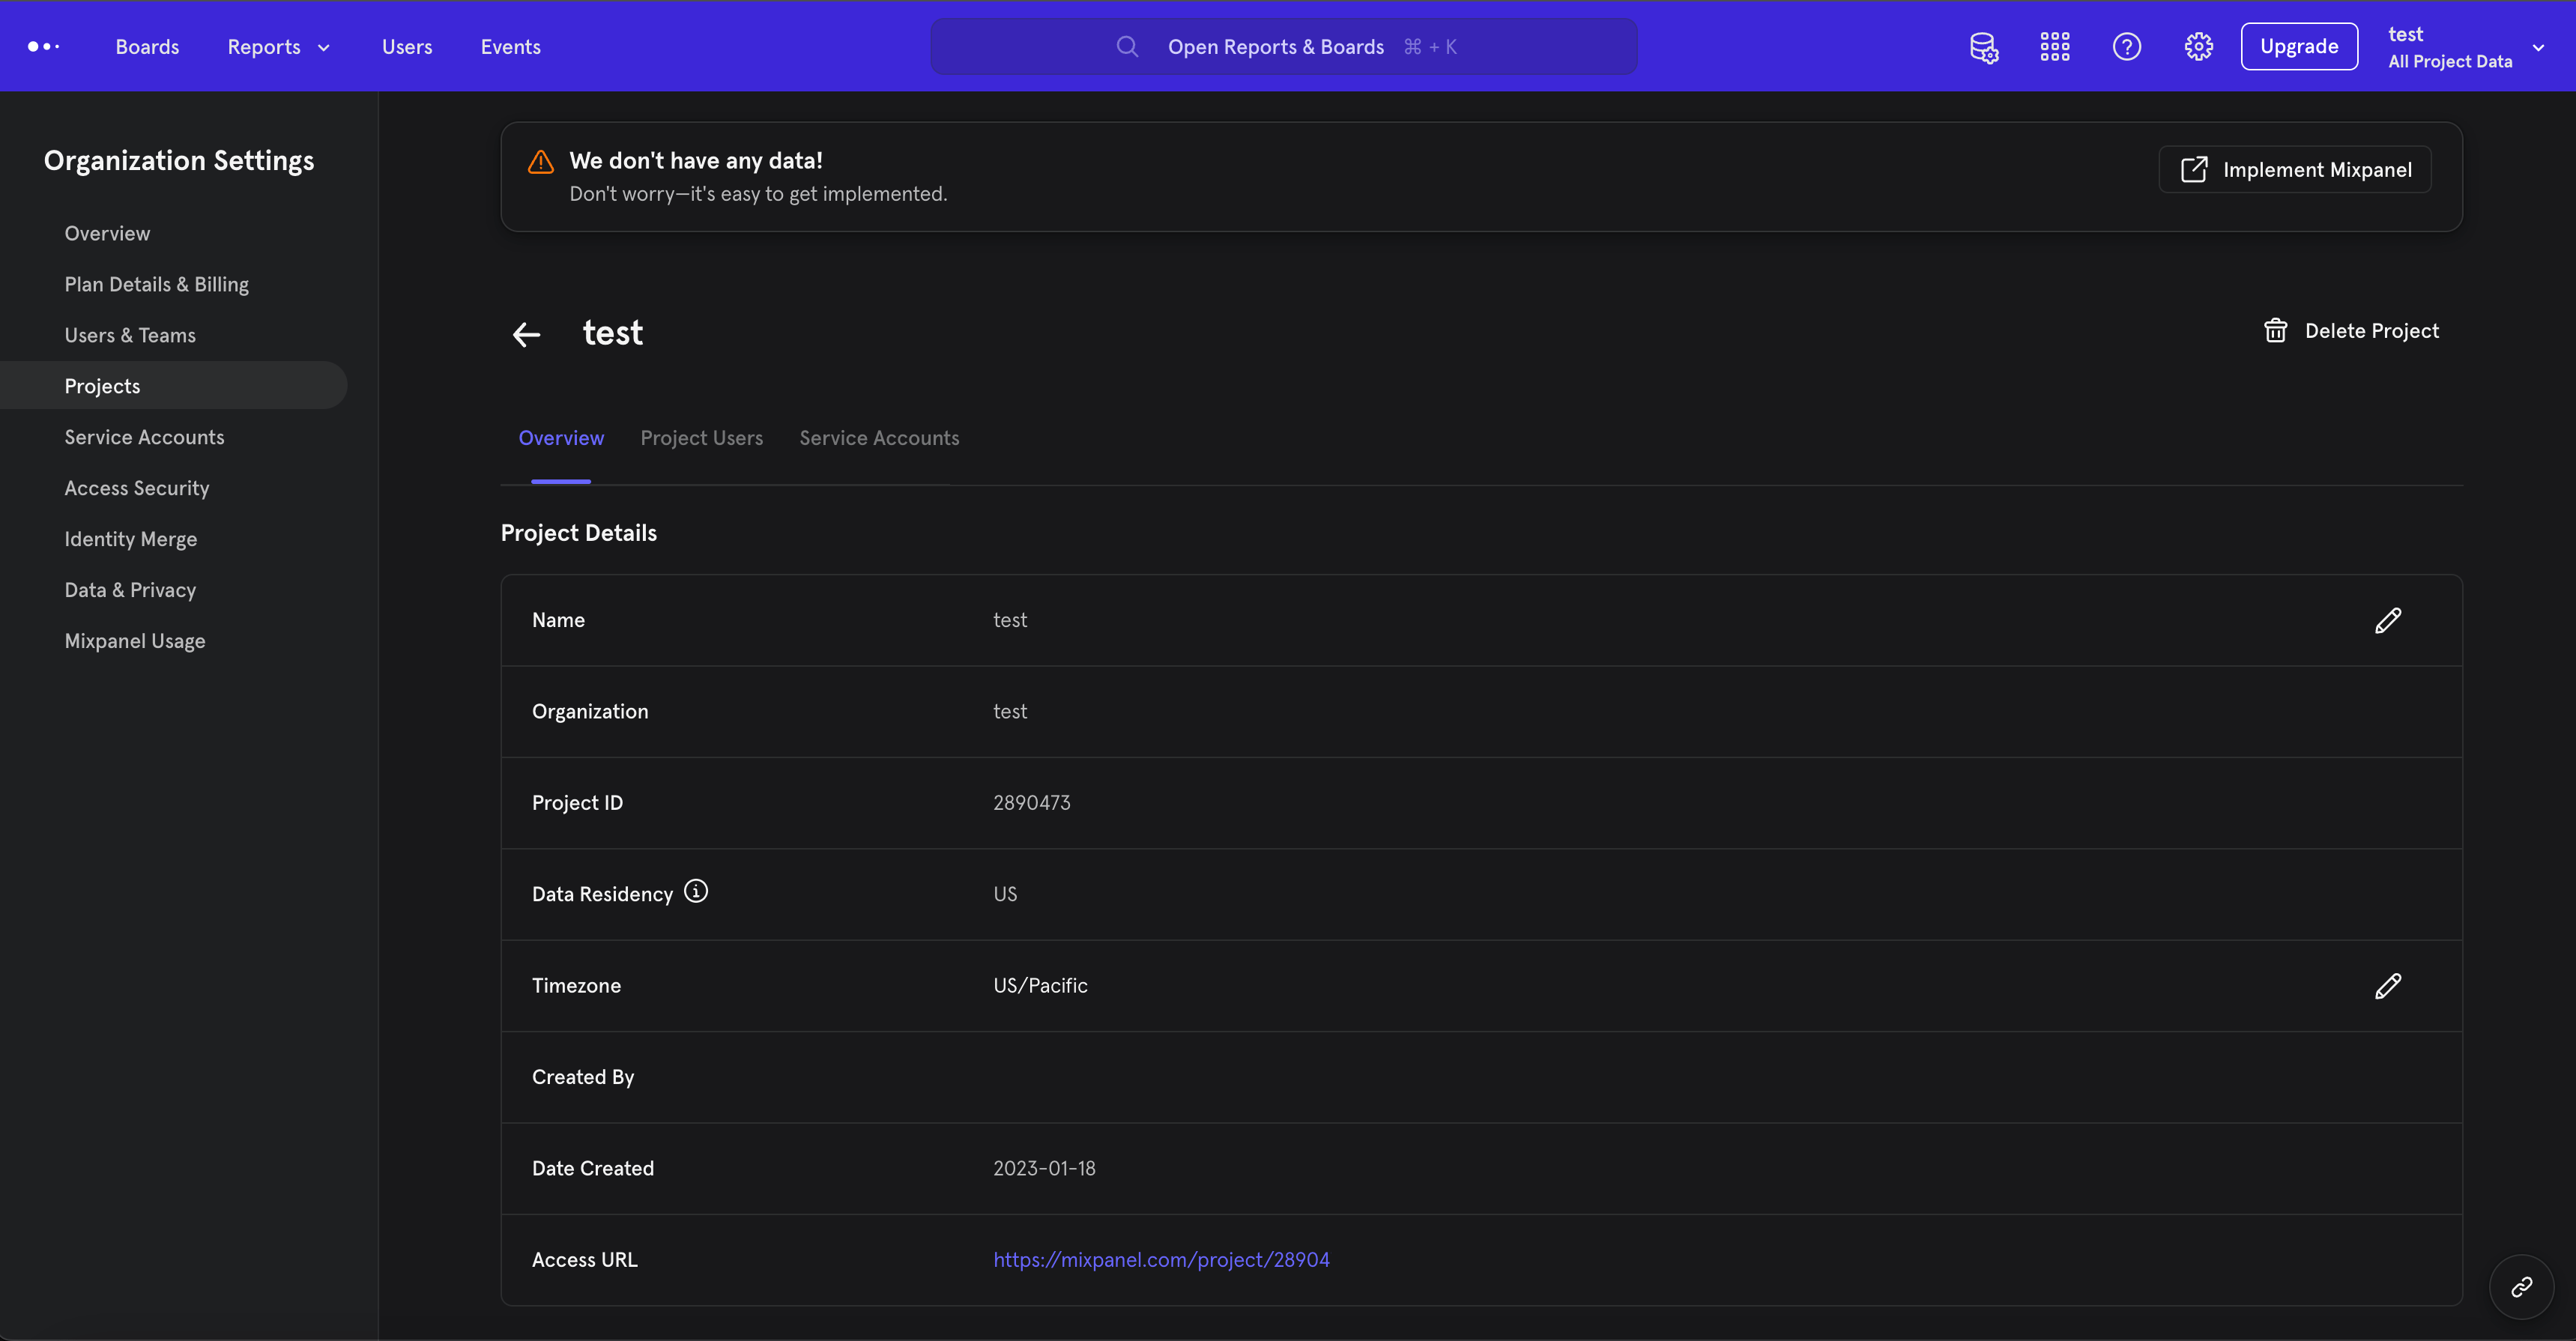 Boards Reports Users Events
Open Reports & Boards ⌘ + K
Upgrade
test
All Project Data
Organization Settings
Overview
Plan Details & Billing
Users & Teams
Projects
Service Accounts
Access Security
Identity Merge
Data & Privacy
Mixpanel Usage
We don't have any data!
Don't worry—it's easy to get implemented.
Implement Mixpanel
test
Delete Project
Overview Project Users Service Accounts
Project Details
Name test
Organization test
Project ID 2890473
Data Residency US
Timezone US/Pacific
Created By
Date Created 2023-01-18
Access URL https://mixpanel.com/project/28904